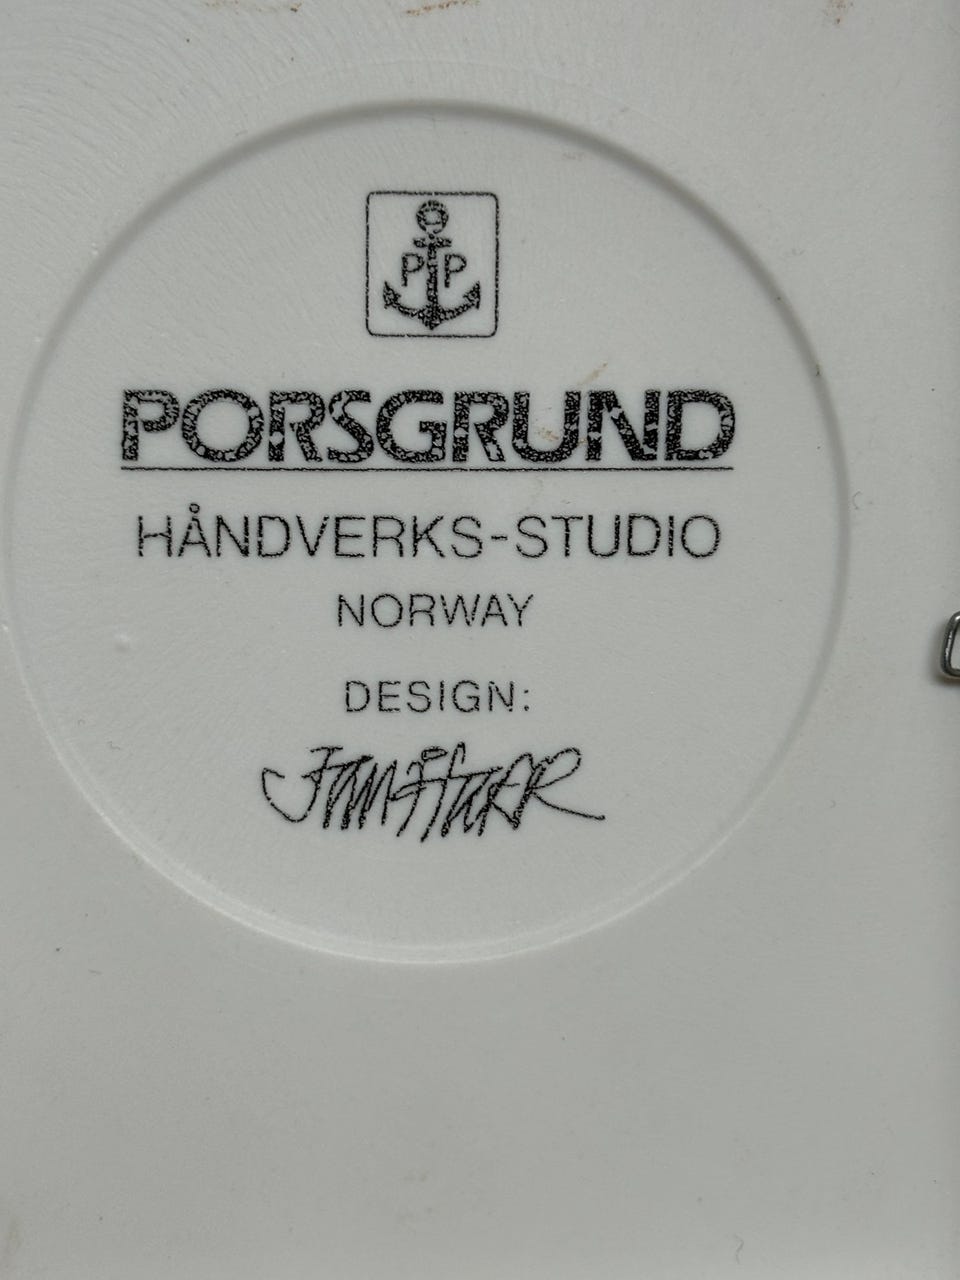 P P
PORSGRUND
HÅNDVERKS-STUDIO
NORWAY
DESIGN: